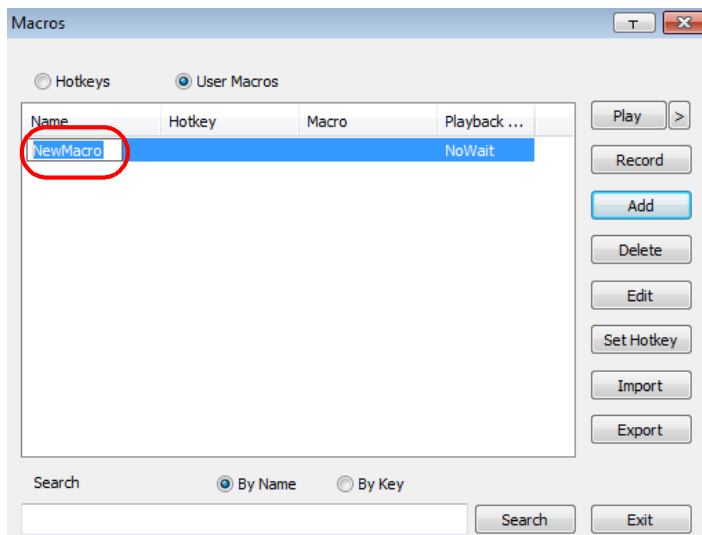 Macros T
Hotkeys User Macros
Name Hotkey Macro Playback ... Play >
NewMacro NoWait
Record
Add
Delete
Edit
Set Hotkey
Import
Export
Search By Name By Key
Search Exit